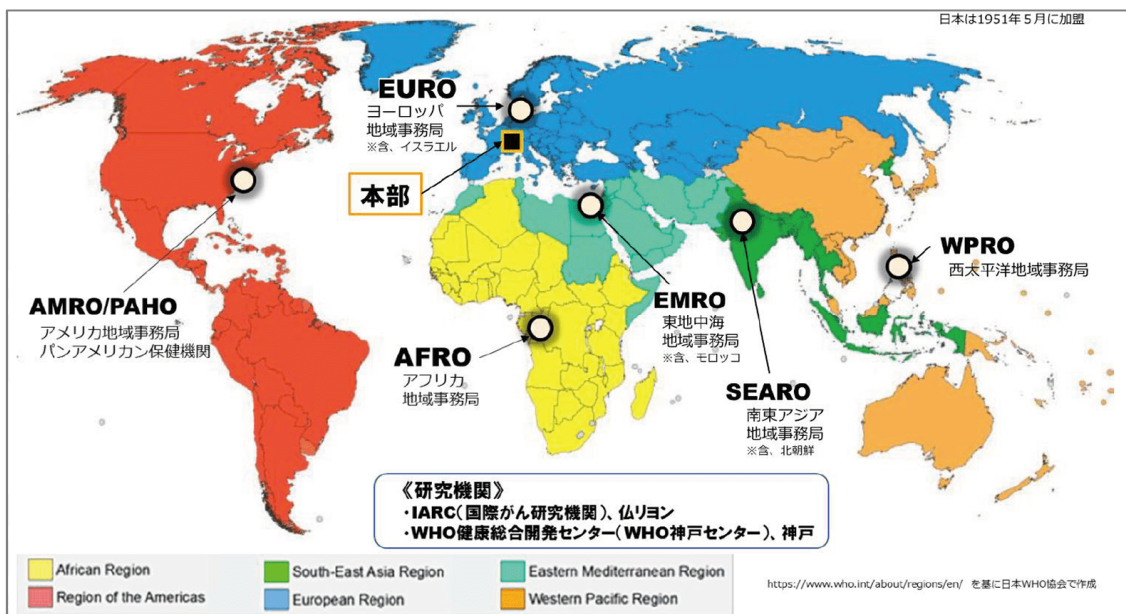 日本は1951年5月に加盟
EURO
ヨーロッパ
地域事務局
※含、イスラエル
本部
WPRO
西太平洋地域事務局
AMRO/PAHO
アメリカ地域事務局
パンアメリカン保健機関
EMRO
東地中海
地域事務局
※含、モロッコ
AFRO
アフリカ
地域事務局
SEARO
南東アジア
地域事務局
※含、北朝鮮
《研究機関》
・IARC(国際がん研究機関)、仏リヨン
・WHO健康総合開発センター(WHO神戸センター)、神戸
African Region
South-East Asia Region
Eastern Mediterranean Region
Region of the Americas
European Region
Western Pacific Region
https://www.who.int/about/regions/en/ を基に日本WHO協会で作成